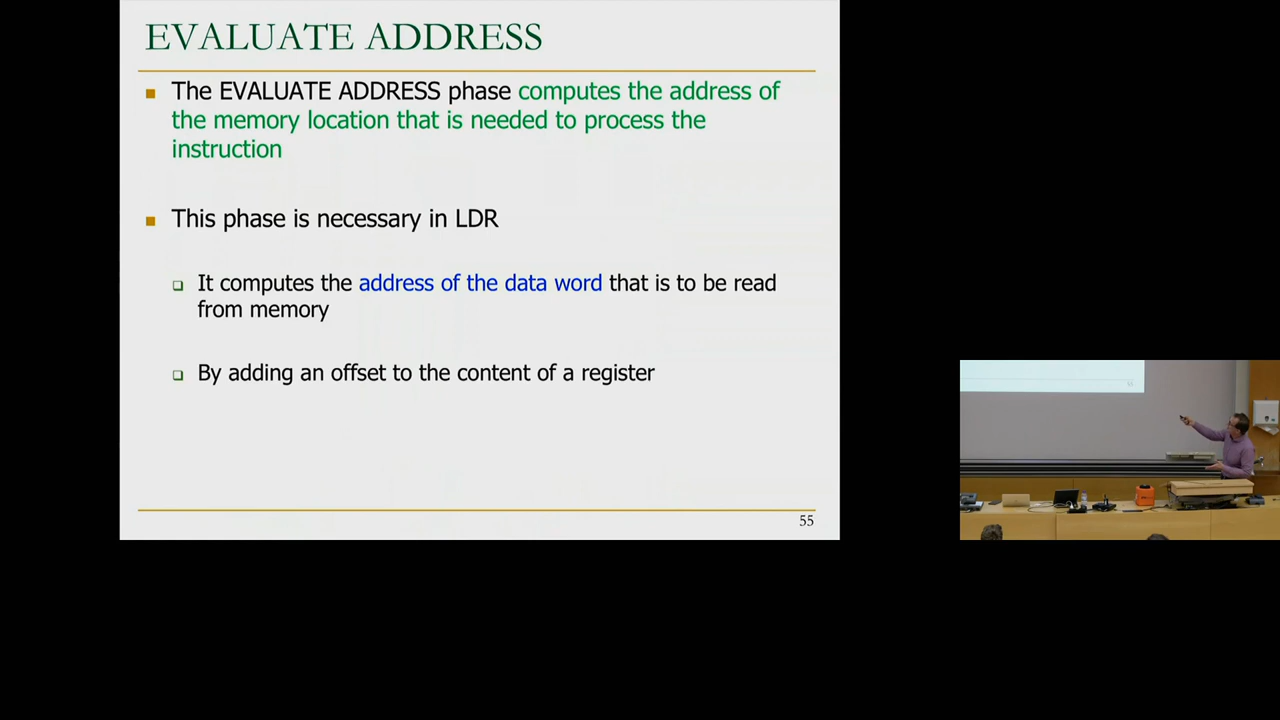 EVALUATE ADDRESS
The EVALUATE ADDRESS phase computes the address of
the memory location that is needed to process the
instruction
This phase is necessary in LDR
It computes the address of the data word that is to be read
from memory
By adding an offset to the content of a register
55